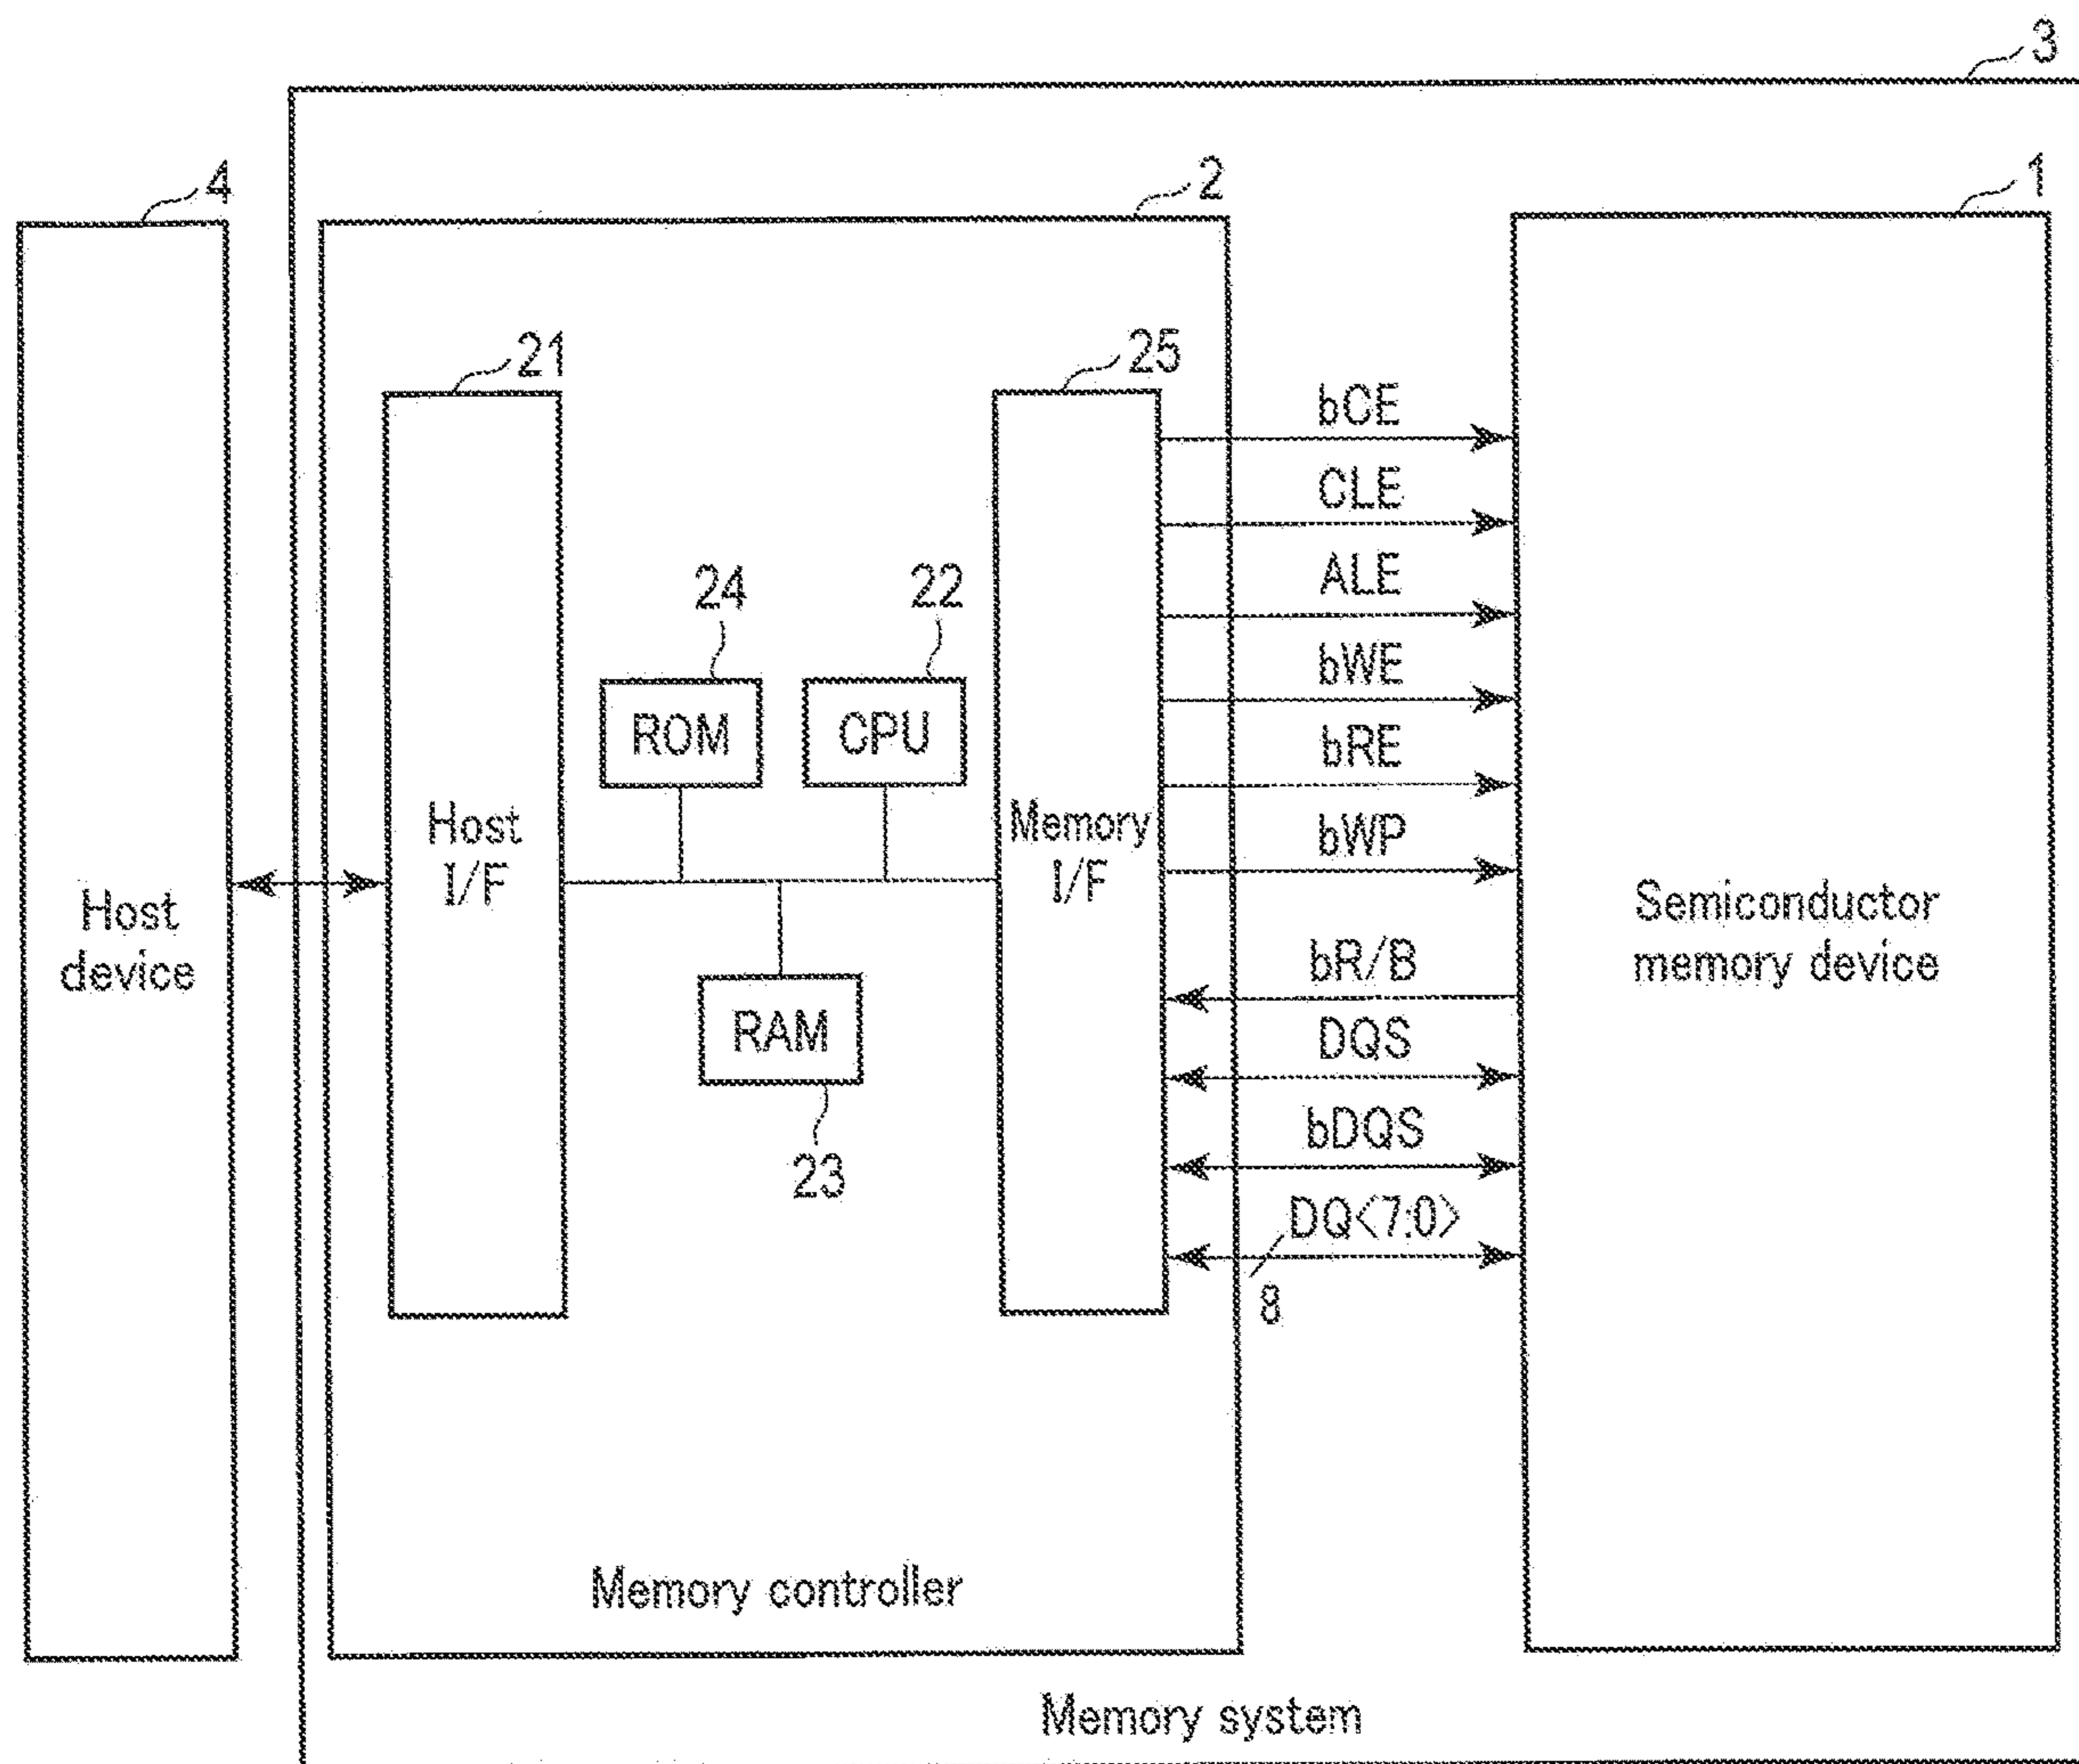 3
4
2
1
21
25
bCE
CLE
ALE
24
22
bWE
ROM
CPU
bRE
Host
I/F
Memory
I/F
bWP
Host
device
Semiconductor
memory device
bR/B
RAM
DQS
bDQS
23
DQ<7:0>
8
Memory controller
Memory system